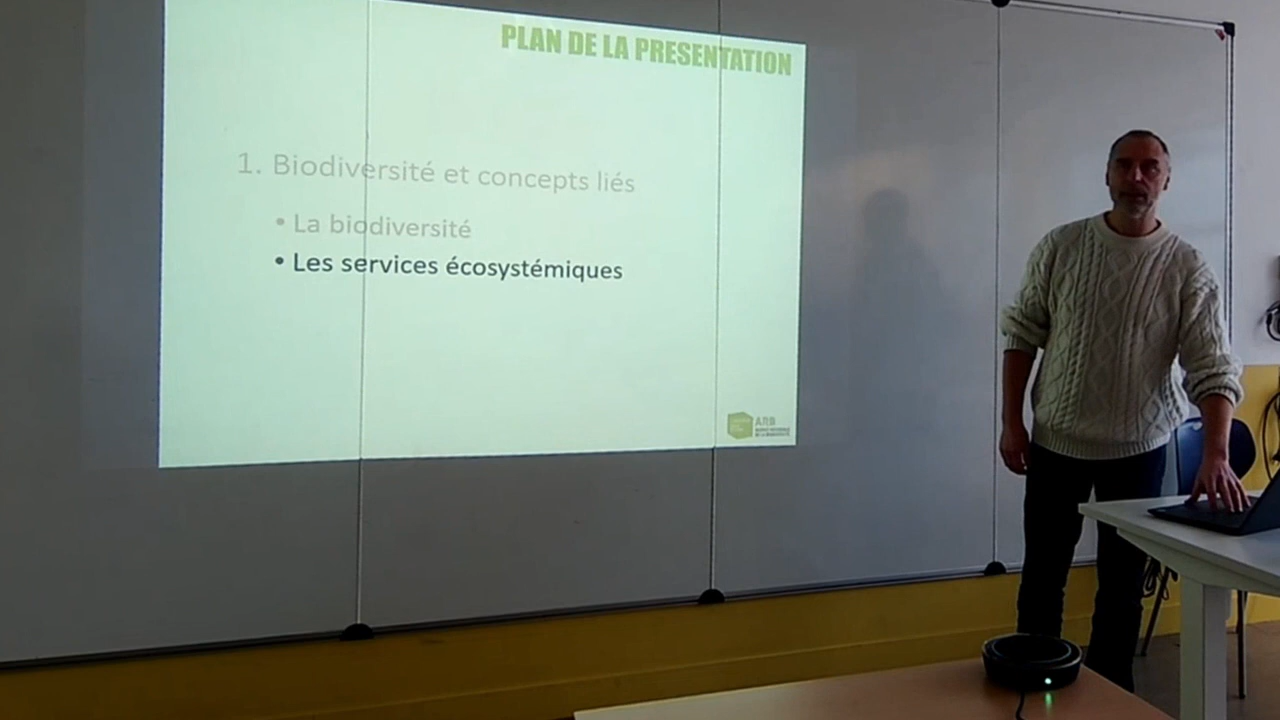 PLAN DE LA PRESENTATION
1. Biodiversité et concepts liés
• La biodiversité
• Les services écosystémiques
ARB